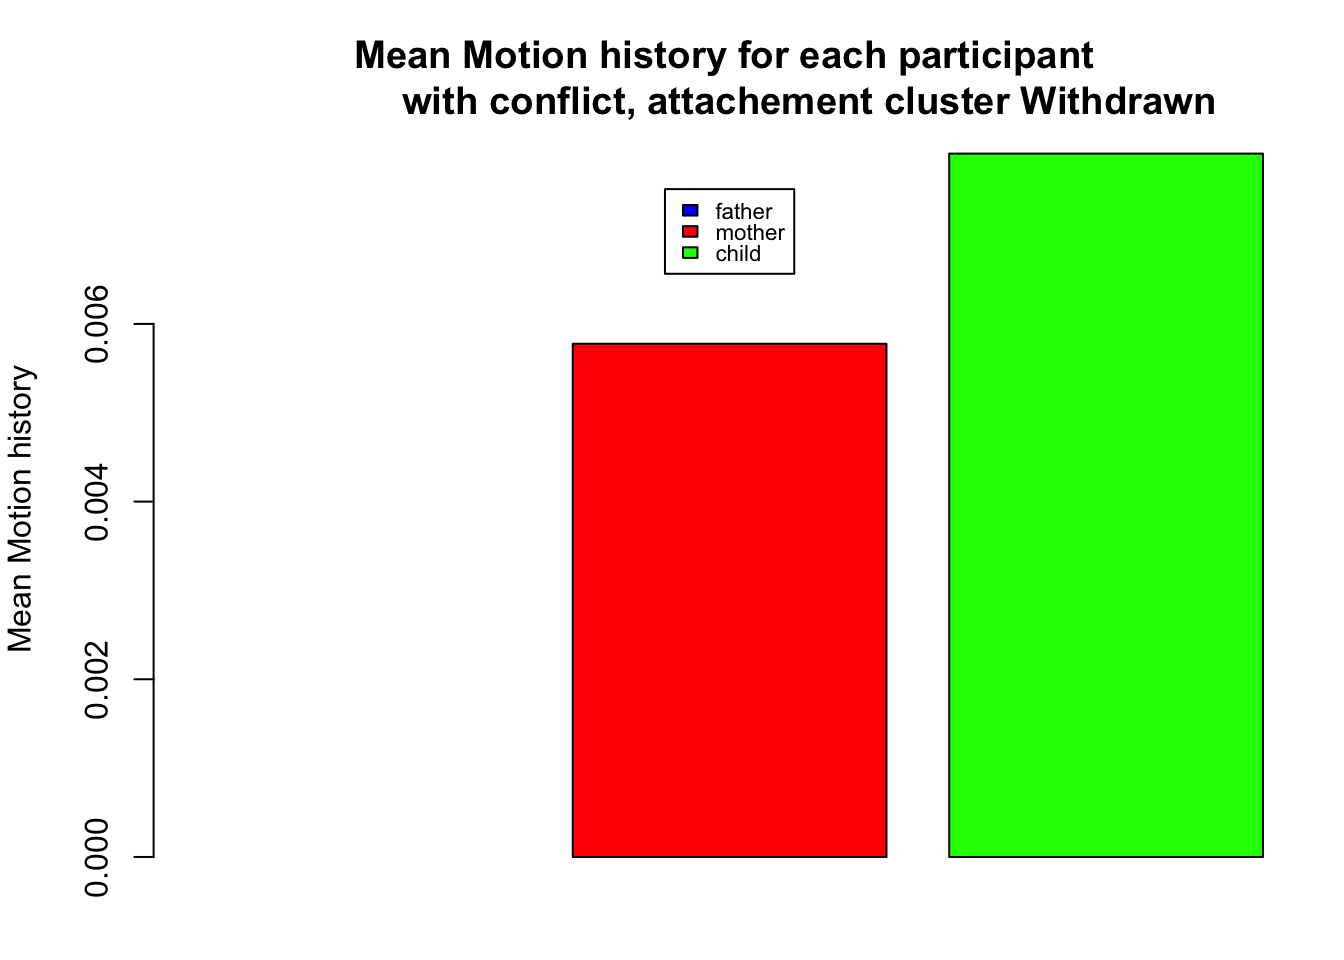 Mean Motion history for each participant
with conflict, attachement cluster Withdrawn
father
mother
child
Mean Motion history
0.006
0.004
0.002
0.000